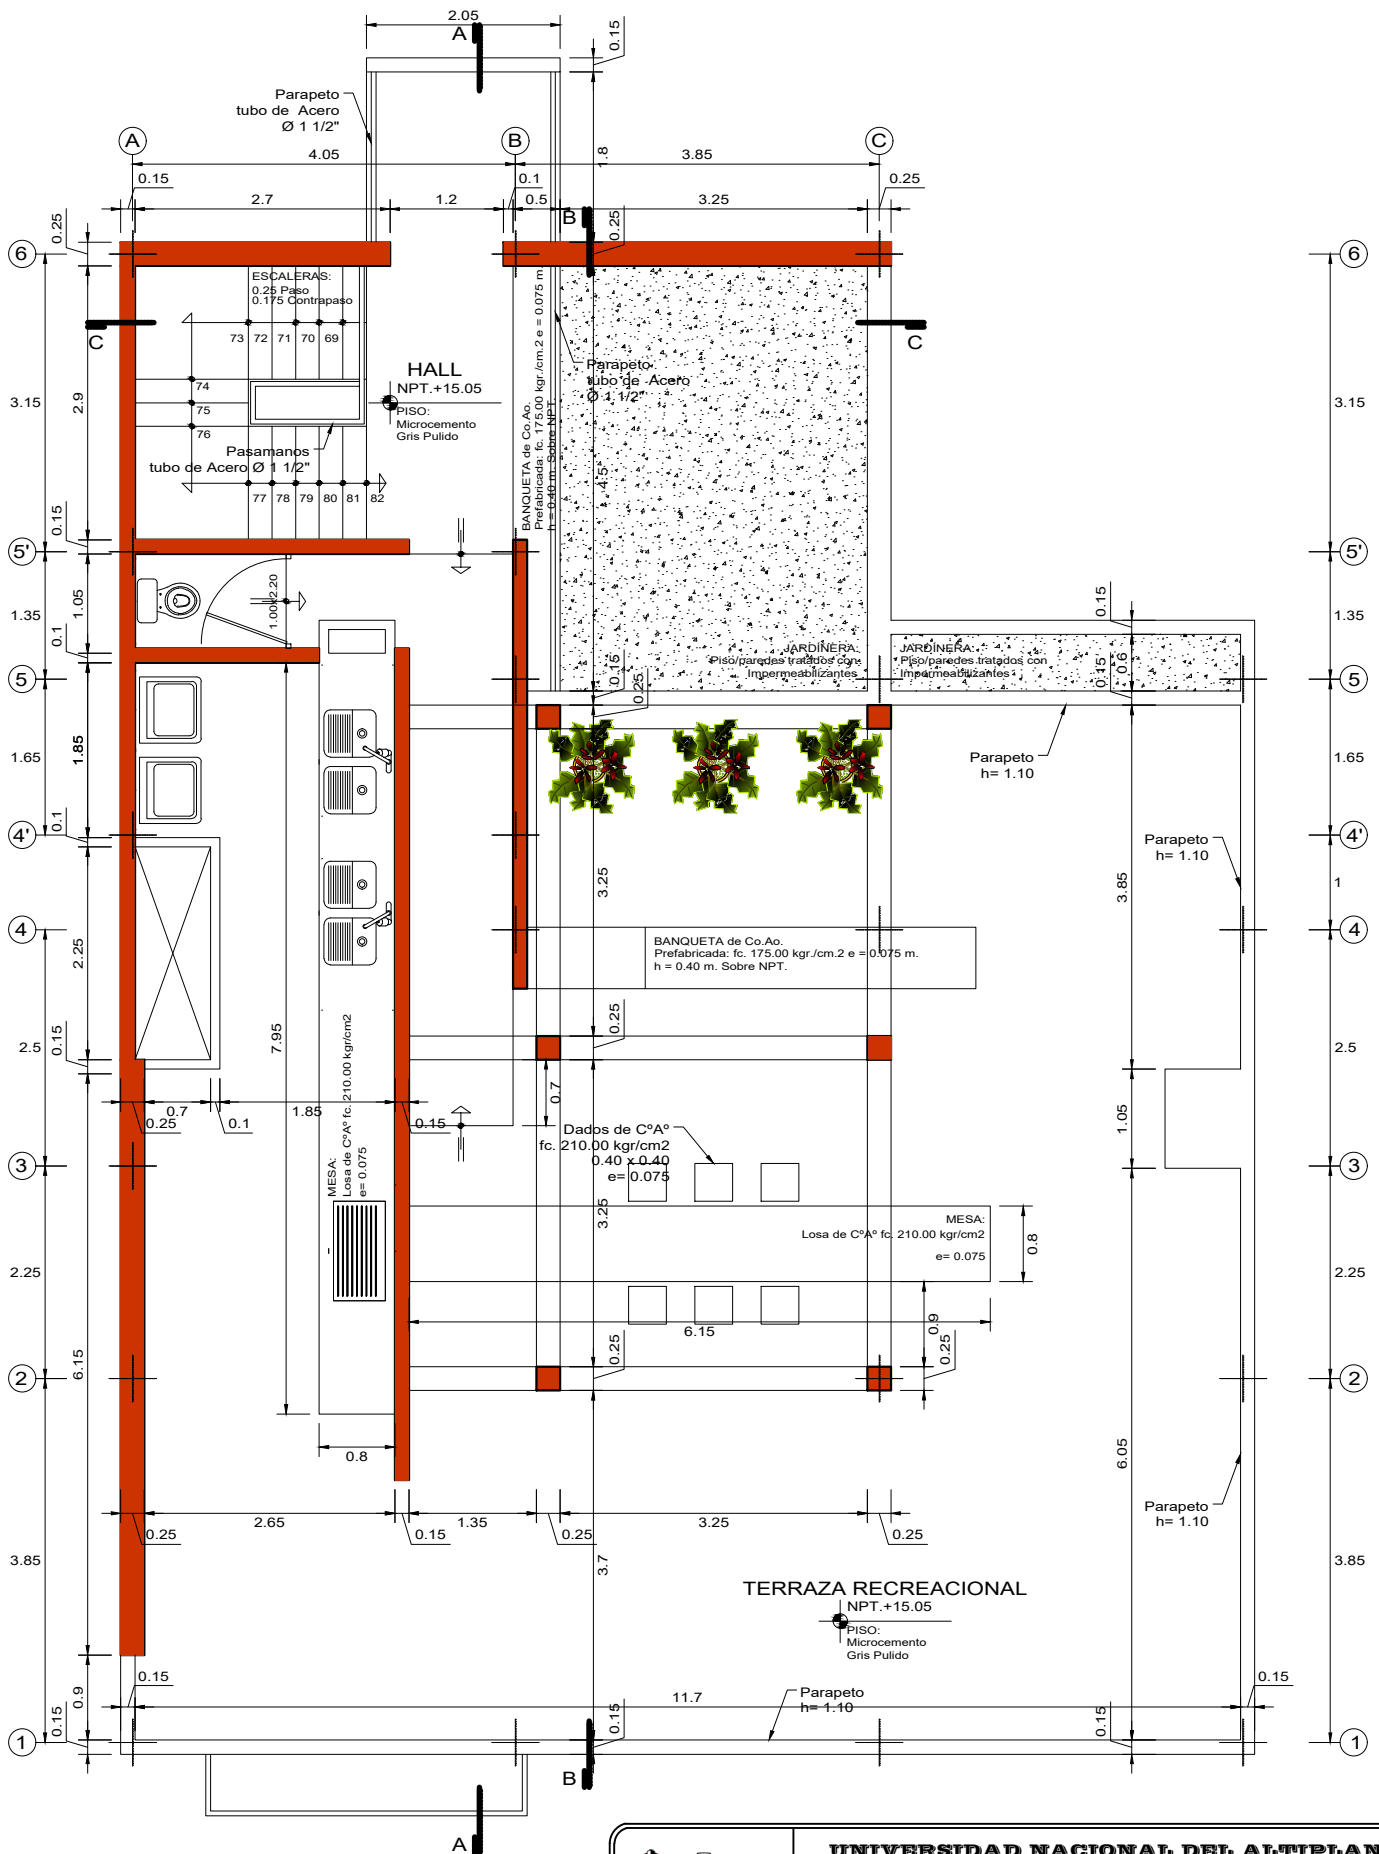 2.05
A
0.15
Parapeto
tubo de Acero
Ø 1 1/2"
A
B
C
4.05
3.85
1.8
0.15
0.1
0.25
2.7
1.2
0.5
3.25
B
0.25
0.25
6
6
ESCALERAS:
0.25 Paso
0.175 Contrapaso
C
C
73
72
71
70
69
HALL
NPT.+15.05
PISO:
Microcemento
Gris Pulido
Parapeto
tubo de Acero
Ø 1 1/2"
74
75
76
3.15
2.9
3.15
Pasamanos
tubo de Acero Ø 1 1/2"
BANQUETA de Co.Ao.
Prefabricada: fc. 175.00 kgr./cm.2 e = 0.075 m.
h = 0.40 m. Sobre NPT.
4.5
77
78
79
80
81
82
0.15
5'
5'
1.35
1.05
1.00x2.20
0.15
1.35
0.1
JARDINERA:
Piso/paredes tratados con
Impermeabilizantes
JARDINERA:
Piso/paredes tratados con
Impermeabilizantes
0.6
0.15
0.15
0.25
5
5
1.65
1.85
Parapeto
h= 1.10
1.65
0.1
4'
4'
Parapeto
h= 1.10
3.25
3.85
1
4
4
BANQUETA de Co.Ao.
Prefabricada: fc. 175.00 kgr./cm.2 e = 0.075 m.
h = 0.40 m. Sobre NPT.
2.25
7.95
0.25
2.5
0.15
2.5
0.7
0.7
1.85
0.25
0.1
0.15
1.05
Dados de CºAº
fc. 210.00 kgr/cm2
0.40 x 0.40
e= 0.075
3
3
MESA:
Losa de CºAº fc. 210.00 kgr/cm2
e= 0.075
3.25
MESA:
Losa de CºAº fc. 210.00 kgr/cm2
e= 0.075
0.8
2.25
2.25
6.15
6.15
0.9
0.25
0.25
2
2
0.8
6.05
Parapeto
h= 1.10
0.25
2.65
0.15
1.35
0.25
3.25
0.25
3.85
3.7
3.85
TERRAZA RECREACIONAL
NPT.+15.05
PISO:
Microcemento
Gris Pulido
0.15
0.9
11.7
Parapeto
h= 1.10
0.15
0.15
0.15
0.15
1
1
B
A
UNIVERSIDAD NACIONAL DEL ALTIPLAN